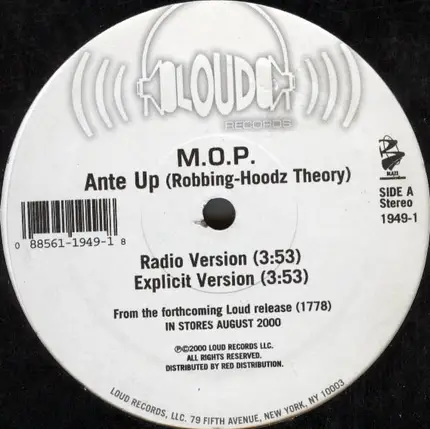 LOUD
RECORDS
M.O.P.
Ante Up (Robbing-Hoodz Theory)
SIDE A
Stereo
1949-1
0 88561-1949-1 8
Radio Version (3:53)
Explicit Version (3:53)
From the forthcoming Loud release (1778)
IN STORES AUGUST 2000
℗©2000 LOUD RECORDS LLC.
ALL RIGHTS RESERVED.
DISTRIBUTED BY RED DISTRIBUTION.
LOUD RECORDS, LLC. 79 FIFTH AVENUE, NEW YORK, NY 10003